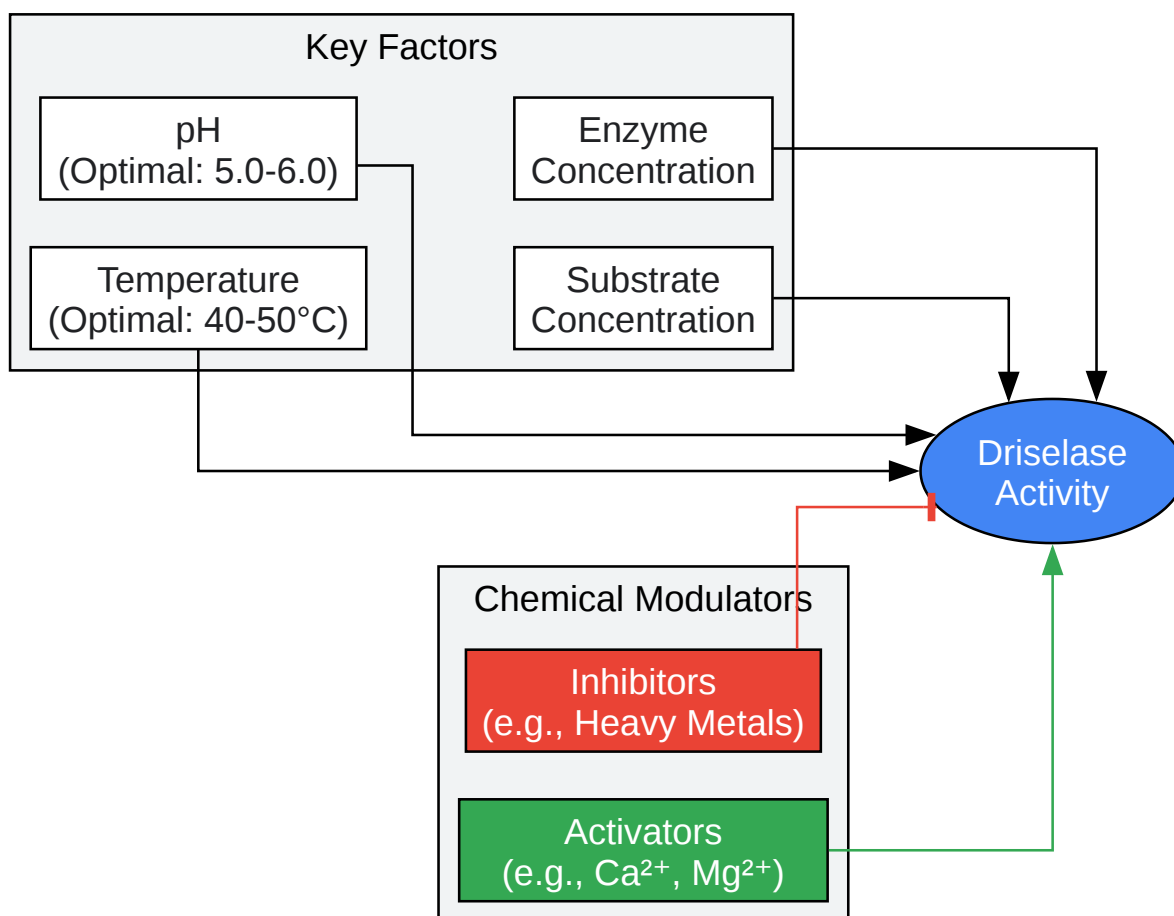 Key Factors
pH
(Optimal: 5.0-6.0)
Enzyme
Concentration
Temperature
(Optimal: 40-50°C)
Substrate
Concentration
Driselase
Activity
Chemical Modulators
Inhibitors
(e.g., Heavy Metals)
Activators
(e.g., Ca²⁺, Mg²⁺)